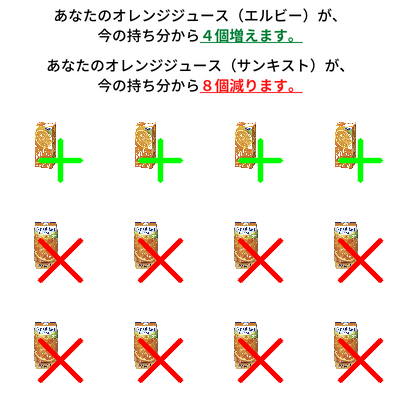 あなたのオレンジジュース（エルビー）が、
今の持ち分から４個増えます。
あなたのオレンジジュース（サンキスト）が、
今の持ち分から８個減ります。